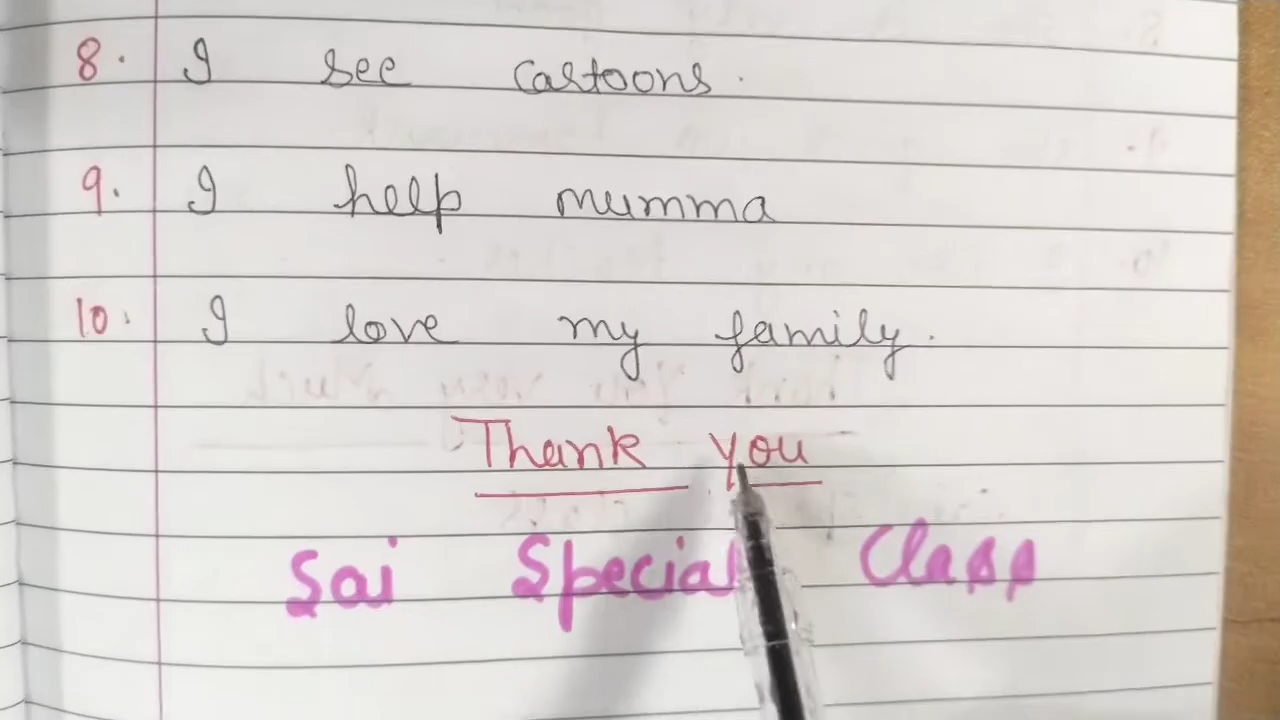 8. I see cartoons.
9. I help mumma
10. I love my family.
Thank you
Sai Special Class